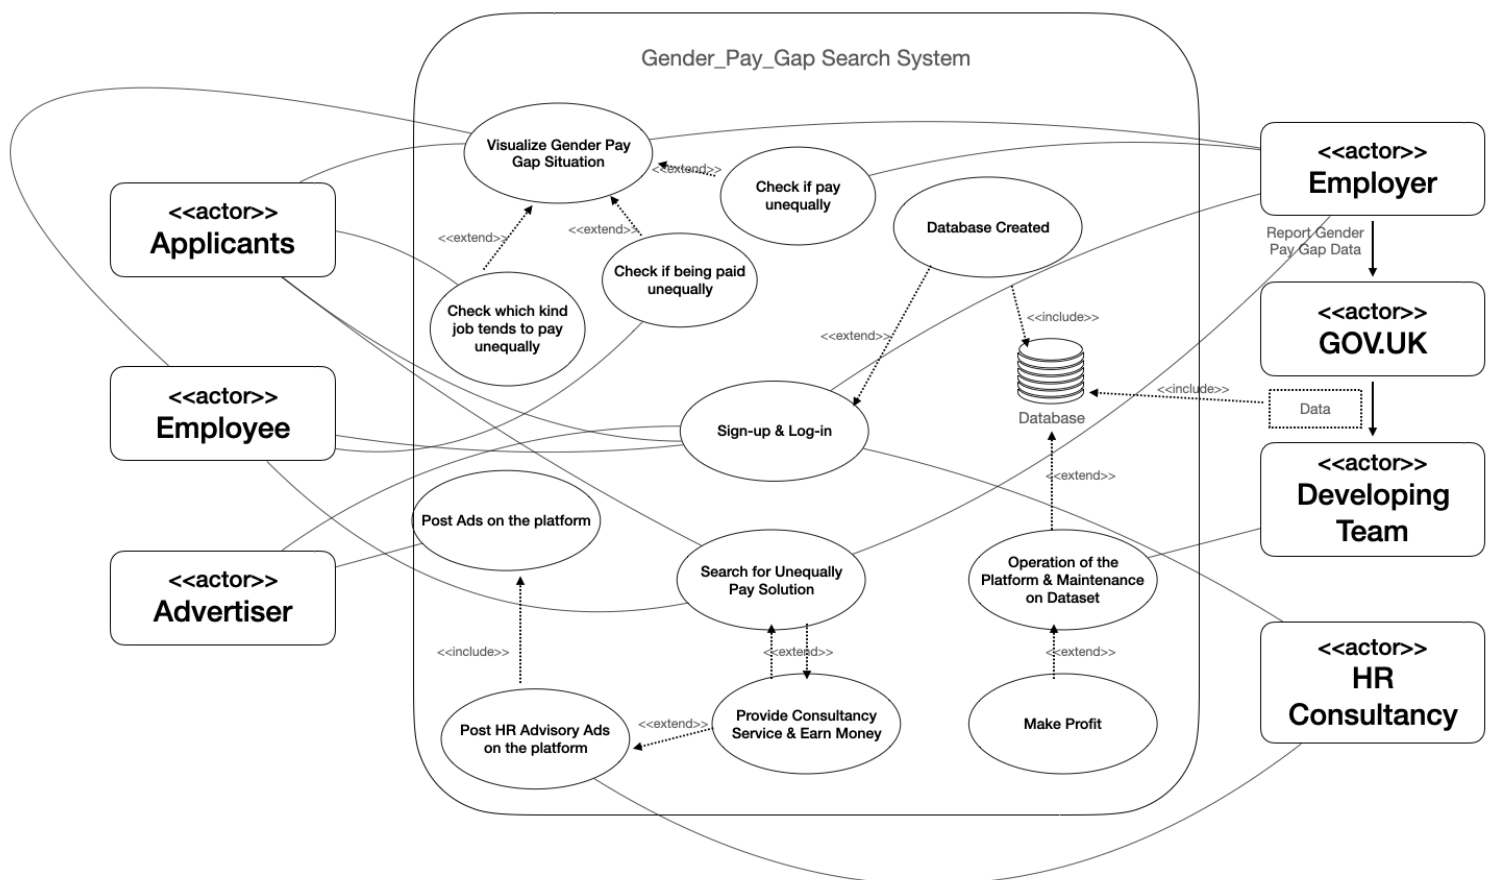 Gender_Pay_Gap Search System
Visualize Gender Pay
Gap Situation
<<extend>>
Check if pay
unequally
<<actor>>
Employer
<<actor>>
Applicants
<<extend>>
<<extend>>
Database Created
Report Gender
Pay Gap Data
Check if being paid
unequally
Check which kind
job tends to pay
unequally
<<extend>>
<<include>>
<<actor>>
GOV.UK
<<actor>>
Employee
Sign-up & Log-in
Database
<<include>>
Data
<<actor>>
Developing
Team
<<extend>>
Post Ads on the platform
<<actor>>
Advertiser
Search for Unequally
Pay Solution
Operation of the
Platform & Maintenance
on Dataset
<<include>>
<<extend>>
<<extend>>
<<actor>>
HR
Consultancy
Post HR Advisory Ads
on the platform
<<extend>>
Provide Consultancy
Service & Earn Money
Make Profit